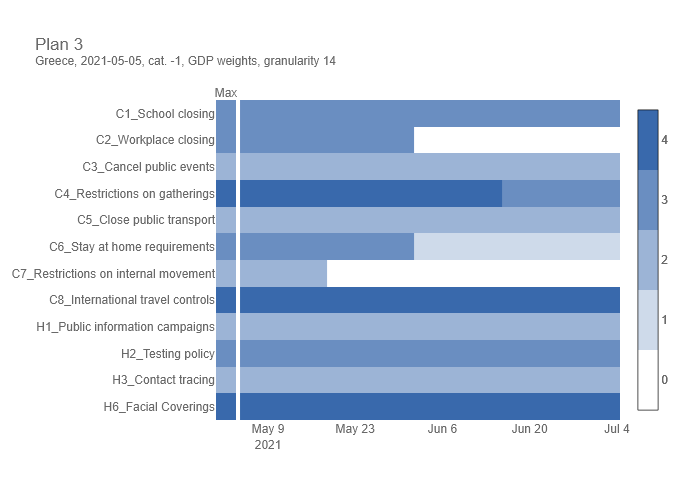 Plan 3
Greece, 2021-05-05, cat. -1, GDP weights, granularity 14
Max
C1_School closing
C2_Workplace closing
C3_Cancel public events
C4_Restrictions on gatherings
C5_Close public transport
C6_Stay at home requirements
C7_Restrictions on internal movement
C8_International travel controls
H1_Public information campaigns
H2_Testing policy
H3_Contact tracing
H6_Facial Coverings
May 9 May 23 Jun 6 Jun 20 Jul 4
2021
4
3
2
1
0